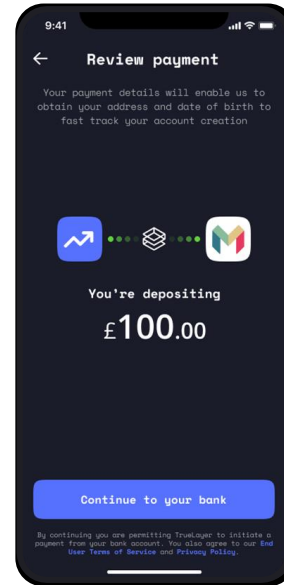 9:41
Review payment
Your payment details will enable us to
obtain your address and date of birth to
fast track your account creation
You're depositing
£100.00
Continue to your bank
By continuing you are permitting TrueLayer to initiate a
payment from your bank account. You also agree to our End
User Terms of Service and Privacy Policy.